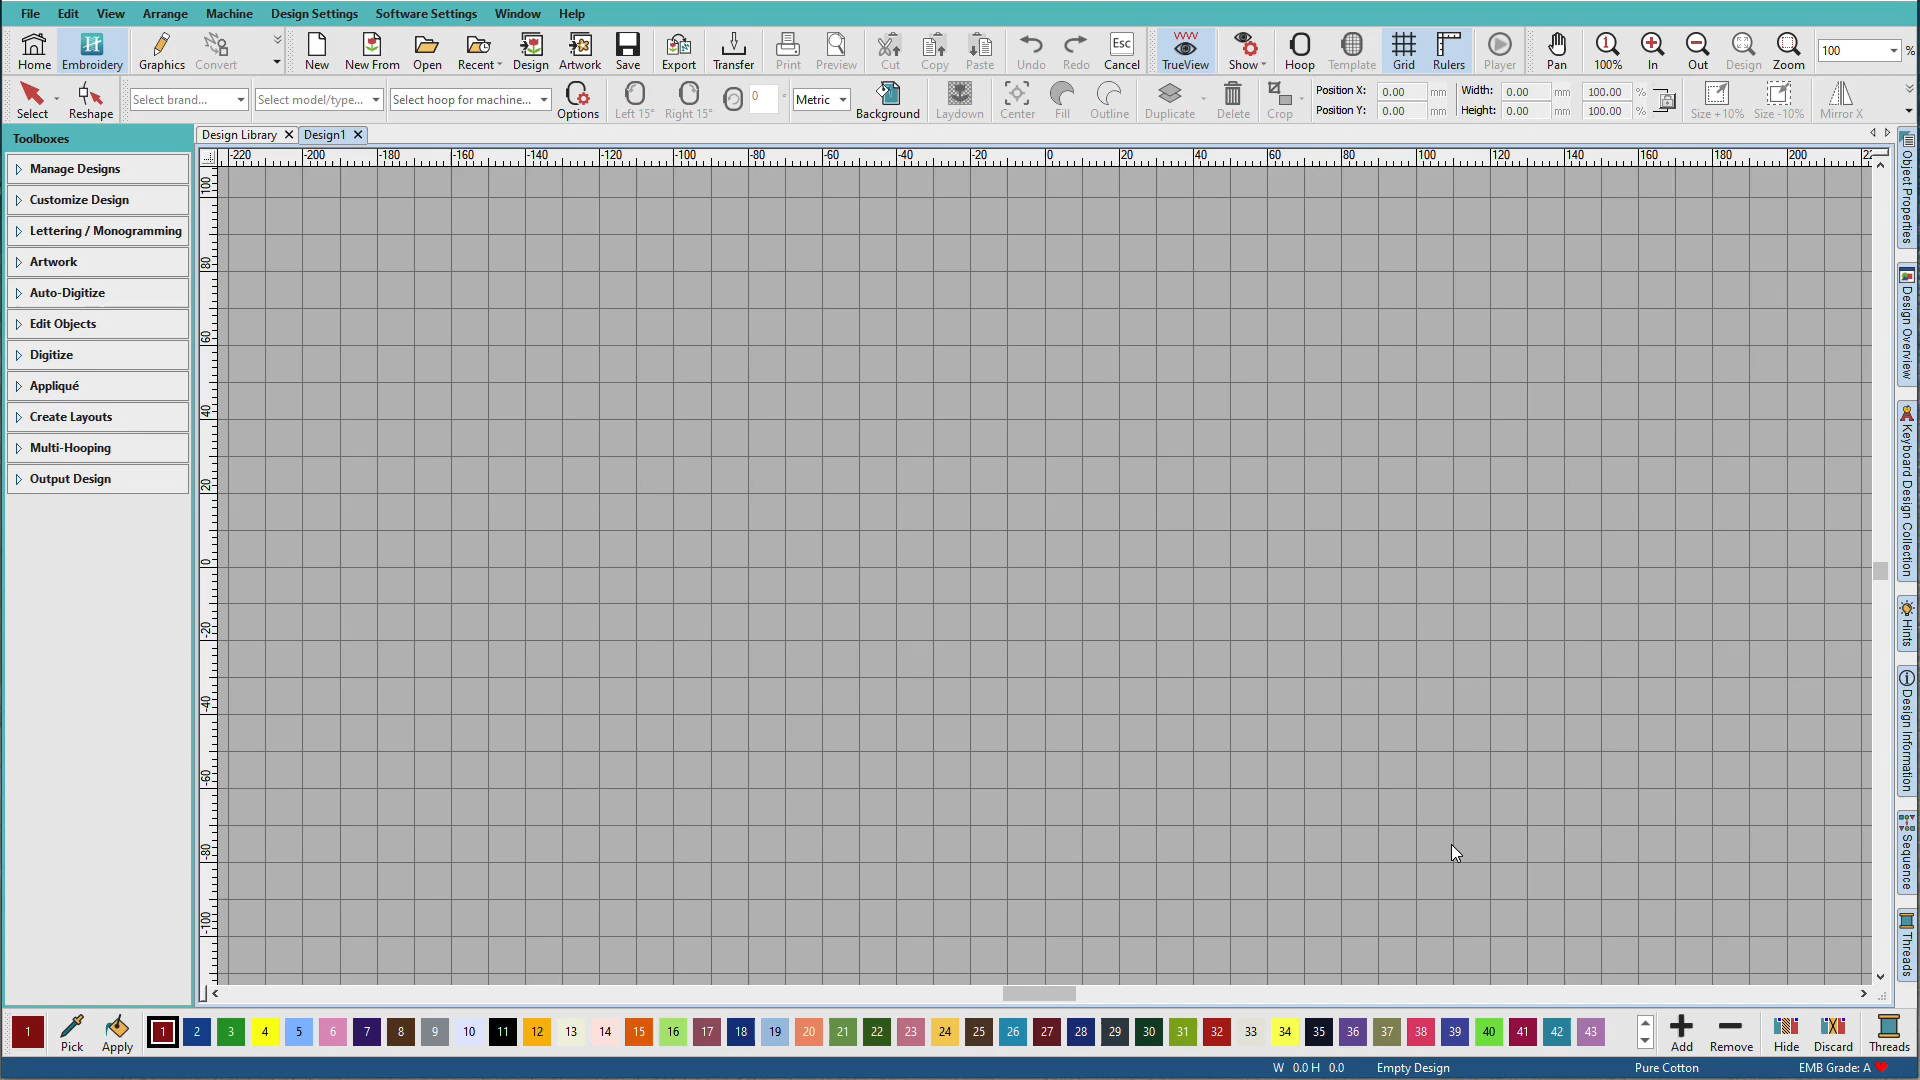 File Edit View Arrange Machine Design Settings Software Settings Window Help
Home Embroidery Graphics Convert New New From Open Recent Design Artwork Save Export Transfer Print Preview Cut Copy Paste Undo Redo Esc Cancel TrueView Show Hoop Template Grid Rulers Player Pan 1 100% In Out Design Zoom 100 %
Select Reshape Select brand... Select model/type... Select hoop for machine... Options Left 15° Right 15° 0 ° Metric Background Laydown Center Fill Outline Duplicate Delete Crop
Position X: 0.00 mm Width: 0.00 mm 100.00 %
Position Y: 0.00 mm Height: 0.00 mm 100.00 %
Size +10% Size -10% Mirror X
Toolboxes
Manage Designs
Customize Design
Lettering / Monogramming
Artwork
Auto-Digitize
Edit Objects
Digitize
Appliqué
Create Layouts
Multi-Hooping
Output Design
Design Library Design1
-220 -200 -180 -160 -140 -120 -100 -80 -60 -40 -20 0 20 40 60 80 100 120 140 160 180 200
100
80
60
40
20
0
-20
-40
-60
-80
-100
Object Properties
Design Overview
Keyboard Design Collection
Hints
Design Information
Sequence
Threads
1 Pick Apply 1 2 3 4 5 6 7 8 9 10 11 12 13 14 15 16 17 18 19 20 21 22 23 24 25 26 27 28 29 30 31 32 33 34 35 36 37 38 39 40 41 42 43 Add Remove Hide Discard Threads
W 0.0 H 0.0 Empty Design Pure Cotton EMB Grade: A